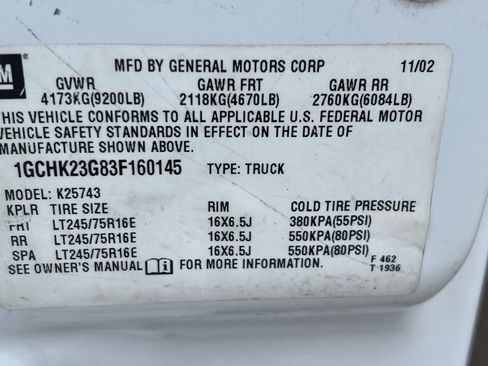 GM
MFD BY GENERAL MOTORS CORP 11/02
GVWR GAWR FRT GAWR RR
4173KG(9200LB) 2118KG(4670LB) 2760KG(6084LB)
THIS VEHICLE CONFORMS TO ALL APPLICABLE U.S. FEDERAL MOTOR
VEHICLE SAFETY STANDARDS IN EFFECT ON THE DATE OF
MANUFACTURE SHOWN ABOVE.
1GCHK23G83F160145 TYPE: TRUCK
MODEL: K25743
KPLR TIRE SIZE RIM COLD TIRE PRESSURE
FRT LT245/75R16E 16X6.5J 380KPA(55PSI)
RR LT245/75R16E 16X6.5J 550KPA(80PSI)
SPA LT245/75R16E 16X6.5J 550KPA(80PSI)
SEE OWNER'S MANUAL i FOR MORE INFORMATION. F 462
T 1936